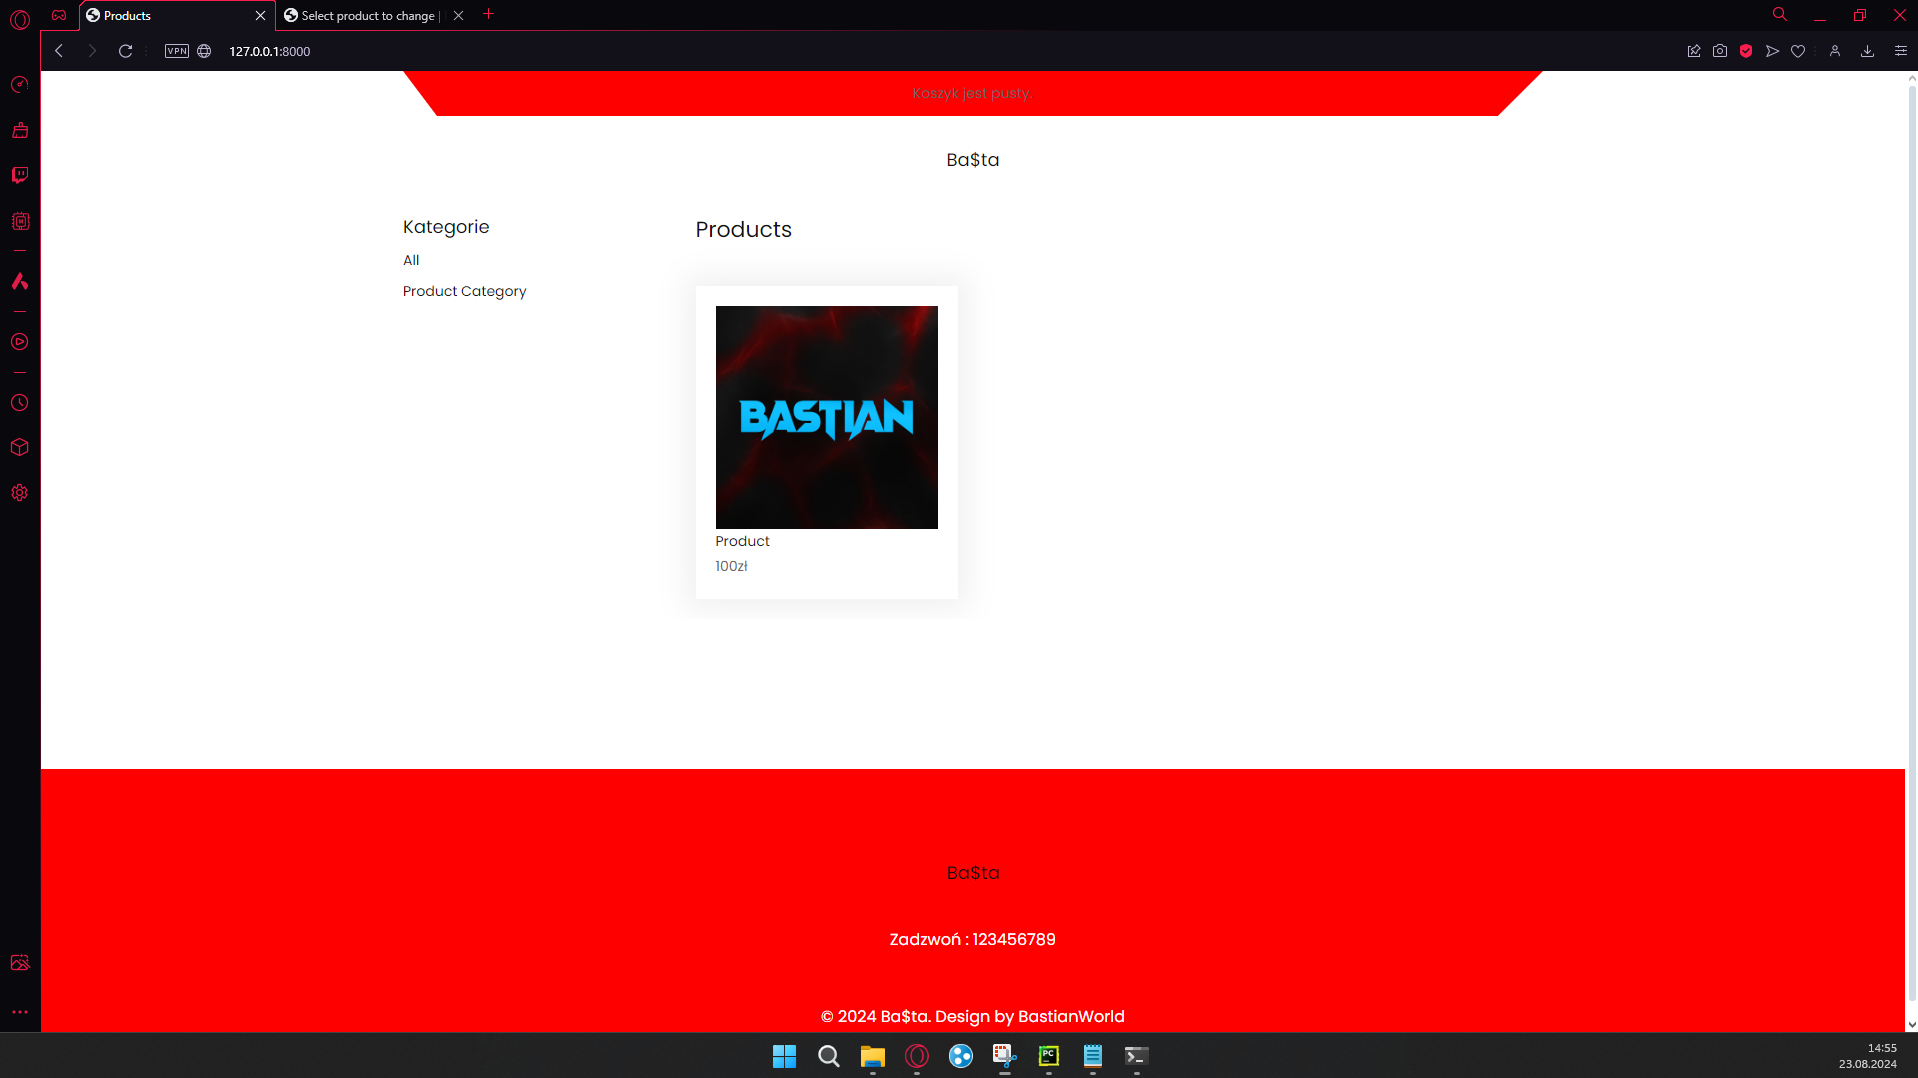 Products
Select product to change |
VPN
127.0.0.1:8000
Koszyk jest pusty.
Ba$ta
Kategorie
All
Product Category
Products
BASTIAN
Product
100zł
Ba$ta
Zadzwoń : 123456789
© 2024 Ba$ta. Design by BastianWorld
PC
14:55
23.08.2024